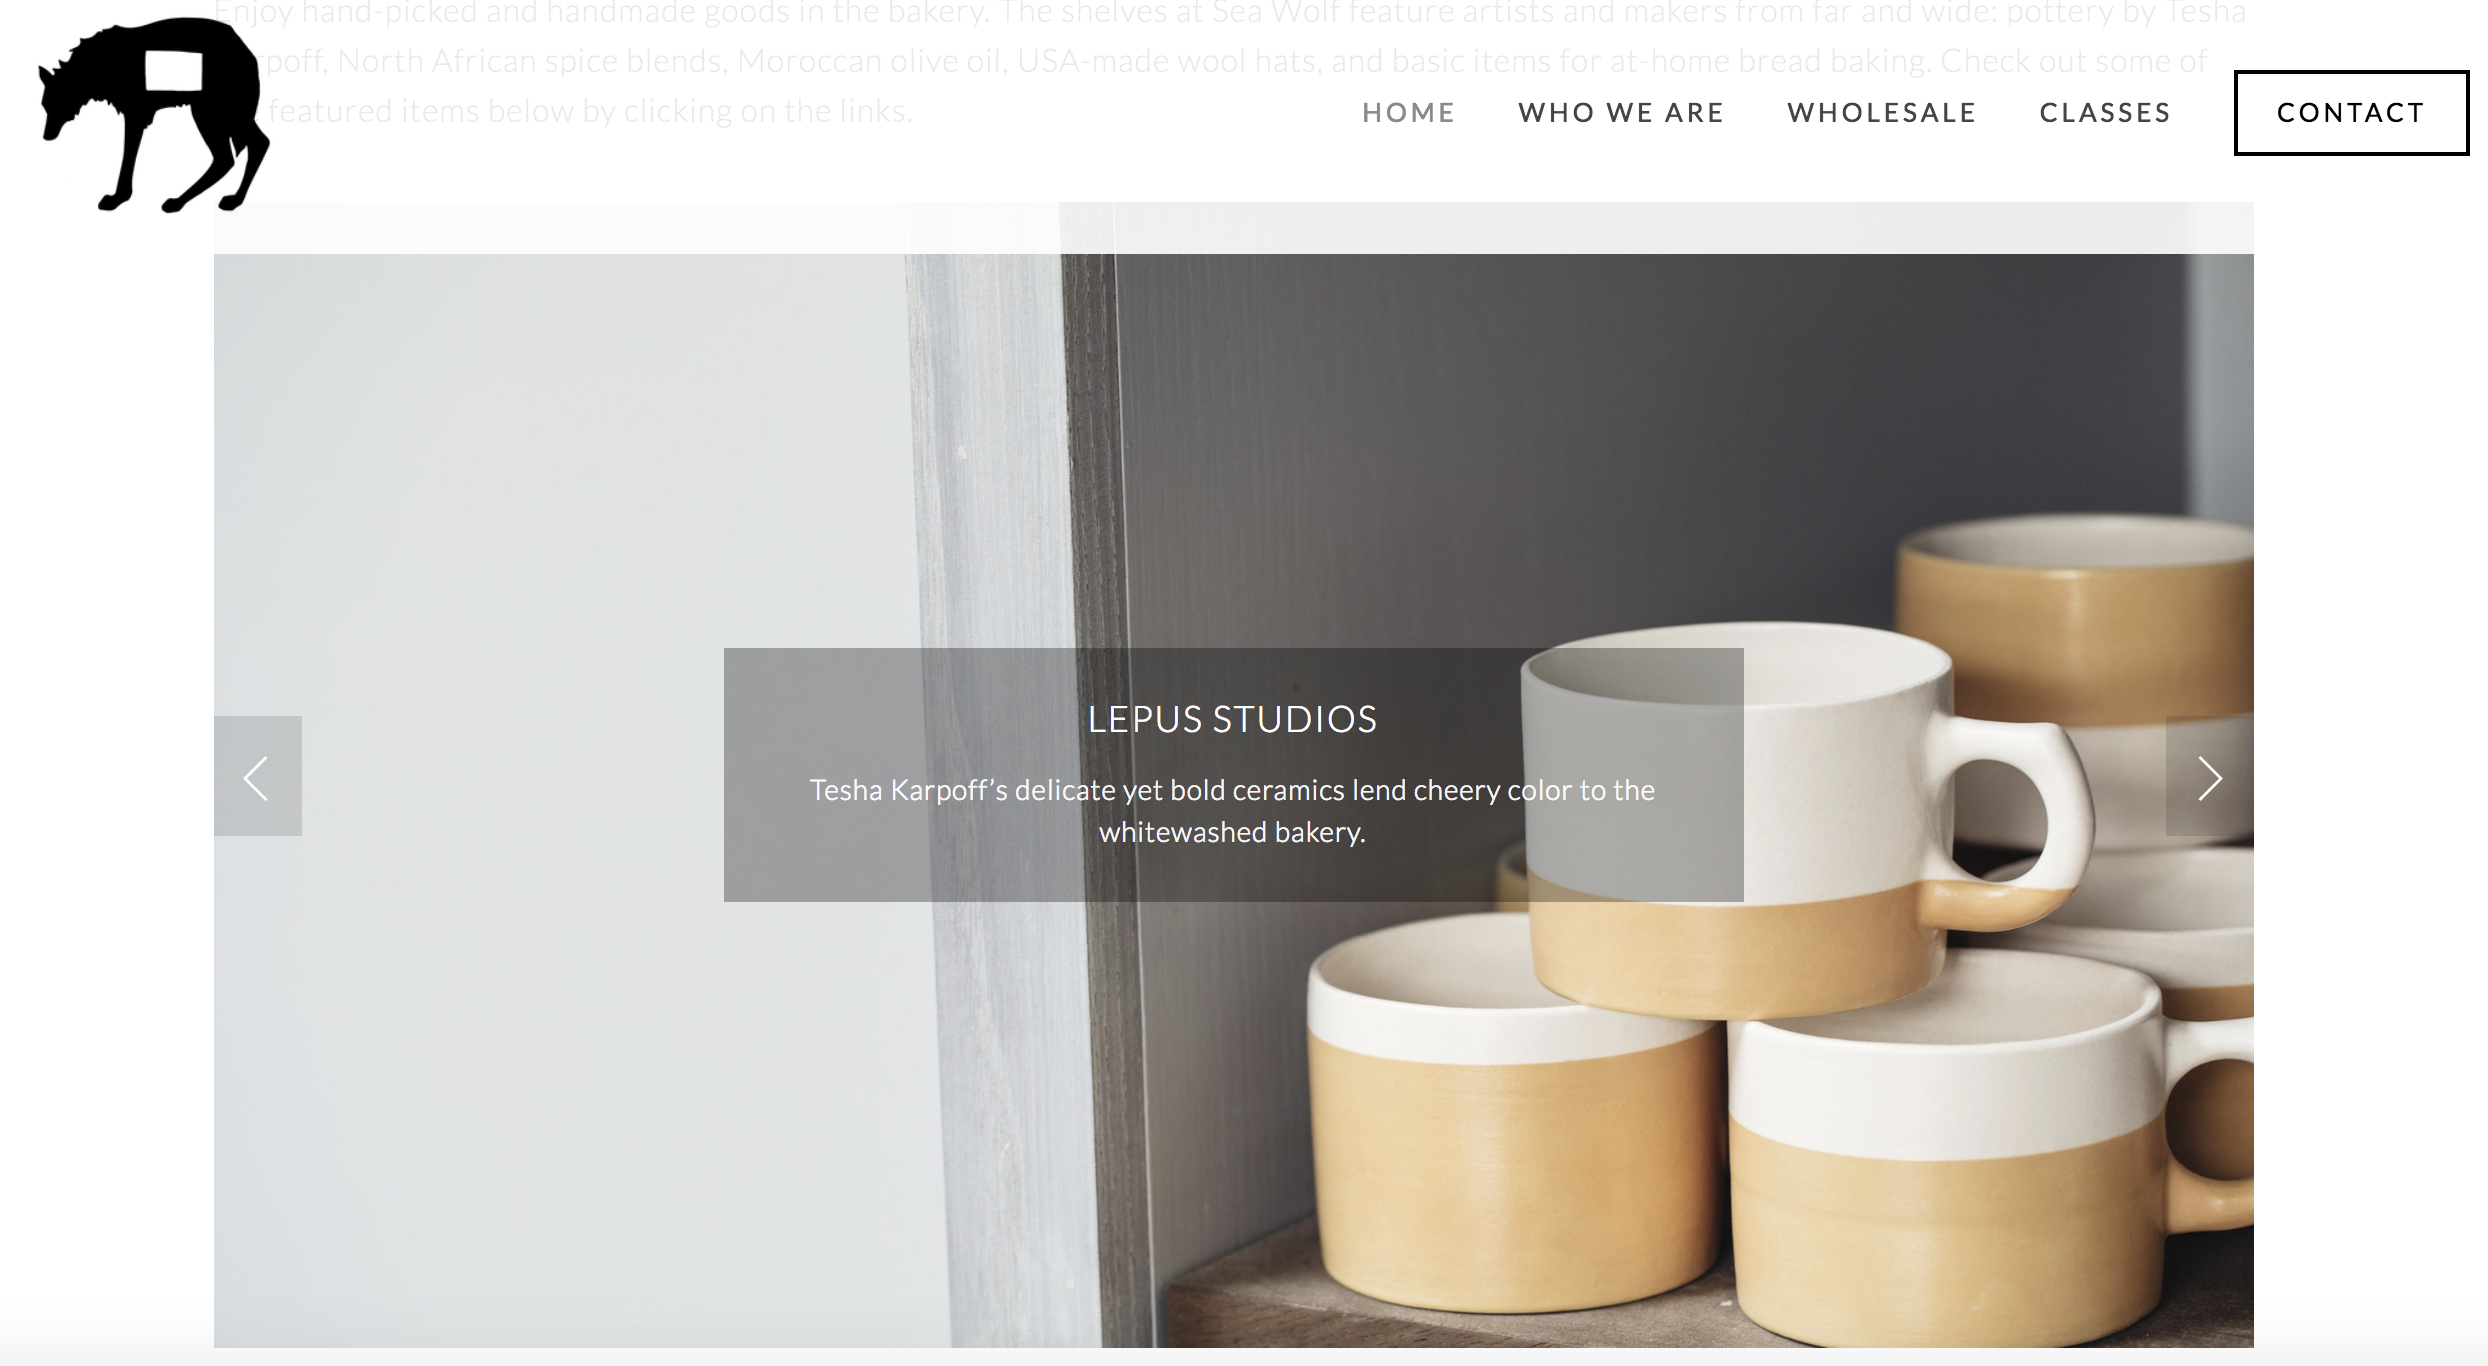 Enjoy hand-picked and handmade goods in the bakery. The shelves at Sea Wolf feature artists and makers from far and wide: pottery by Tesha
poff, North African spice blends, Moroccan olive oil, USA-made wool hats, and basic items for at-home bread baking. Check out some of
featured items below by clicking on the links.
HOME WHO WE ARE WHOLESALE CLASSES CONTACT
LEPUS STUDIOS
Tesha Karpoff’s delicate yet bold ceramics lend cheery color to the
whitewashed bakery.